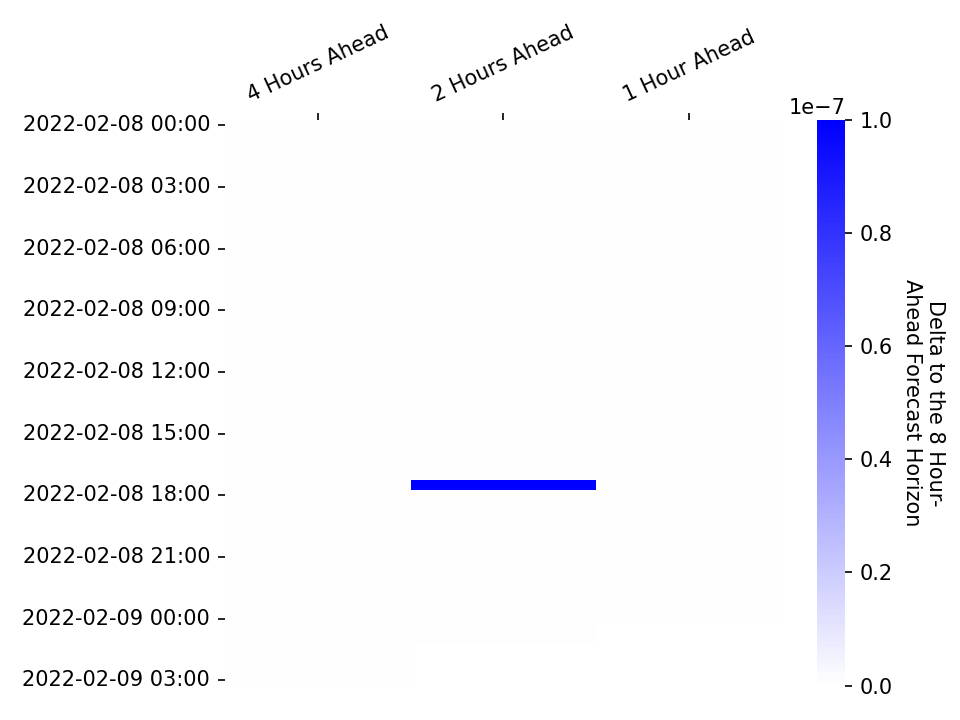 4 Hours Ahead
2 Hours Ahead
1 Hour Ahead
2022-02-08 00:00
2022-02-08 03:00
2022-02-08 06:00
2022-02-08 09:00
2022-02-08 12:00
2022-02-08 15:00
2022-02-08 18:00
2022-02-08 21:00
2022-02-09 00:00
2022-02-09 03:00
1e−7
1.0
0.8
0.6
0.4
0.2
0.0
Delta to the 8 Hour-
Ahead Forecast Horizon